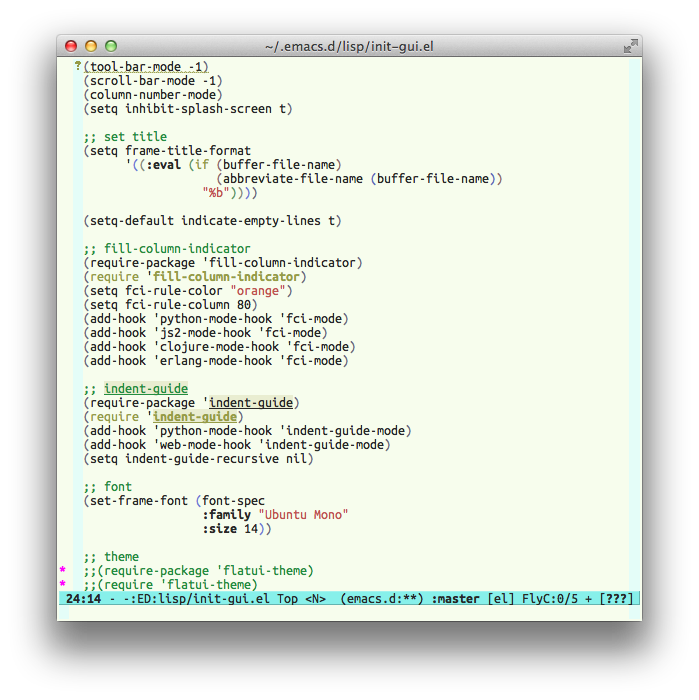 ~/.emacs.d/lisp/init-gui.el
?(tool-bar-mode -1)
(scroll-bar-mode -1)
(column-number-mode)
(setq inhibit-splash-screen t)
;; set title
(setq frame-title-format
      '((:eval (if (buffer-file-name)
                   (abbreviate-file-name (buffer-file-name))
                 "%b"))))
(setq-default indicate-empty-lines t)
;; fill-column-indicator
(require-package 'fill-column-indicator)
(require 'fill-column-indicator)
(setq fci-rule-color "orange")
(setq fci-rule-column 80)
(add-hook 'python-mode-hook 'fci-mode)
(add-hook 'js2-mode-hook 'fci-mode)
(add-hook 'clojure-mode-hook 'fci-mode)
(add-hook 'erlang-mode-hook 'fci-mode)
;; indent-guide
(require-package 'indent-guide)
(require 'indent-guide)
(add-hook 'python-mode-hook 'indent-guide-mode)
(add-hook 'web-mode-hook 'indent-guide-mode)
(setq indent-guide-recursive nil)
;; font
(set-frame-font (font-spec
                 :family "Ubuntu Mono"
                 :size 14))
;; theme
* ;;(require-package 'flatui-theme)
* ;;(require 'flatui-theme)
24:14 - -:ED:lisp/init-gui.el Top <N>  (emacs.d:**) :master [el] FlyC:0/5 + [???]